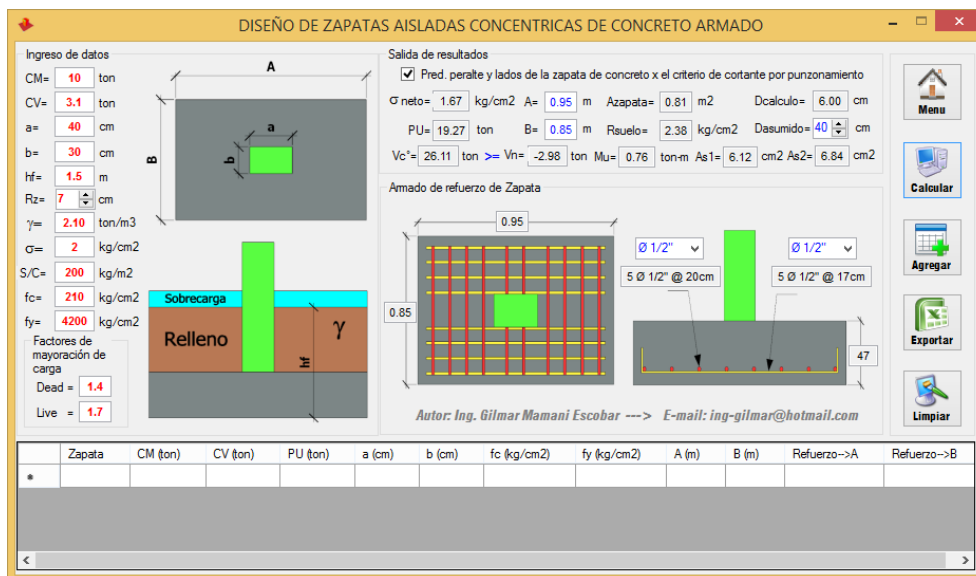 DISEÑO DE ZAPATAS AISLADAS CONCENTRICAS DE CONCRETO ARMADO
Ingreso de datos
CM= 10 ton
CV= 3.1 ton
a= 40 cm
b= 30 cm
hf= 1.5 m
Rz= 7 cm
γ= 2.10 ton/m3
σ= 2 kg/cm2
S/C= 200 kg/m2
fc= 210 kg/cm2
fy= 4200 kg/cm2
Factores de
mayoración de
carga
Dead = 1.4
Live = 1.7
A
B
a
b
Sobrecarga
Relleno
γ
hf
Salida de resultados
Pred. peralte y lados de la zapata de concreto x el criterio de cortante por punzonamiento
σ neto= 1.67 kg/cm2 A= 0.95 m Azapata= 0.81 m2 Dcalculo= 6.00 cm
PU= 19.27 ton B= 0.85 m Rsuelo= 2.38 kg/cm2 Dasumido= 40 cm
Vc°= 26.11 ton >= Vn= -2.98 ton Mu= 0.76 ton-m As1= 6.12 cm2 As2= 6.84 cm2
Armado de refuerzo de Zapata
0.95
0.85
Ø 1/2"
Ø 1/2"
5 Ø 1/2" @ 20cm
5 Ø 1/2" @ 17cm
47
Autor: Ing. Gilmar Mamani Escobar ---> E-mail: ing-gilmar@hotmail.com
Menu
Calcular
Agregar
Exportar
Limpiar
Zapata CM (ton) CV (ton) PU (ton) a (cm) b (cm) fc (kg/cm2) fy (kg/cm2) A (m) B (m) Refuerzo-->A Refuerzo-->B